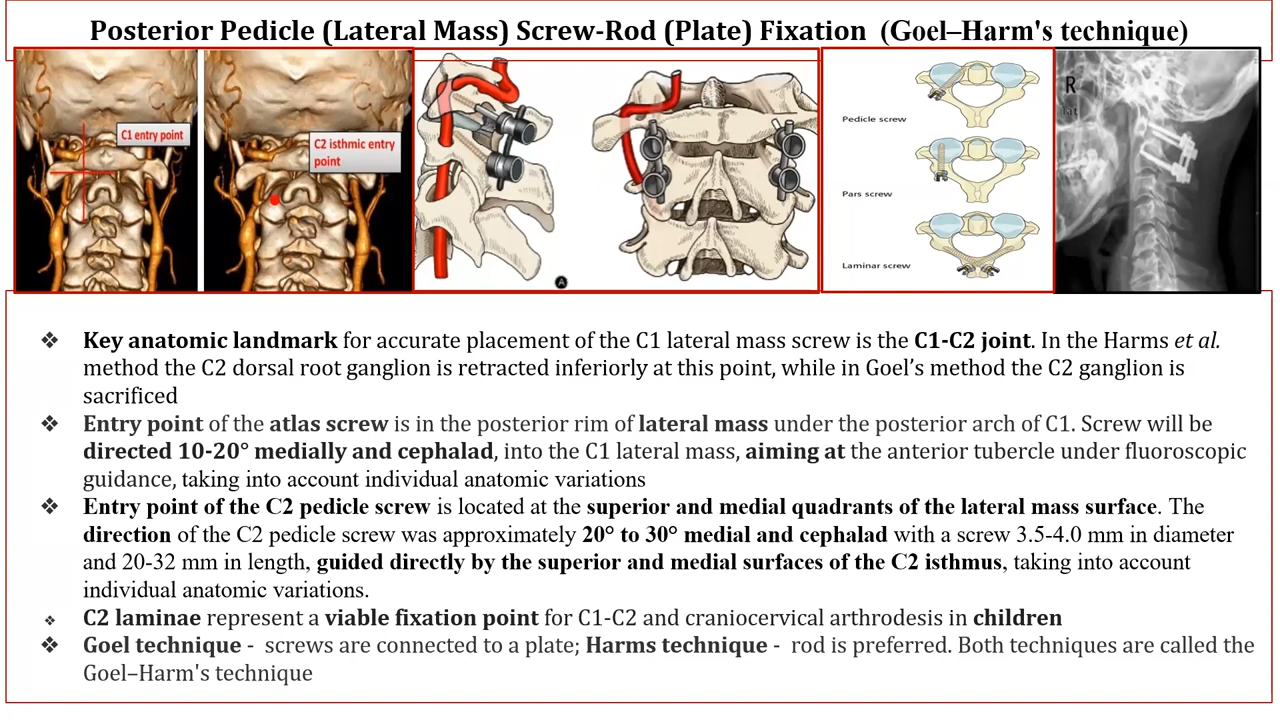 Posterior Pedicle (Lateral Mass) Screw-Rod (Plate) Fixation (Goel–Harm's technique)
C1 entry point
C2 isthmic entry
point
A
Pedicle screw
Pars screw
Laminar screw
R
lat
❖ Key anatomic landmark for accurate placement of the C1 lateral mass screw is the C1-C2 joint. In the Harms et al.
method the C2 dorsal root ganglion is retracted inferiorly at this point, while in Goel's method the C2 ganglion is
sacrificed
❖ Entry point of the atlas screw is in the posterior rim of lateral mass under the posterior arch of C1. Screw will be
directed 10-20° medially and cephalad, into the C1 lateral mass, aiming at the anterior tubercle under fluoroscopic
guidance, taking into account individual anatomic variations
❖ Entry point of the C2 pedicle screw is located at the superior and medial quadrants of the lateral mass surface. The
direction of the C2 pedicle screw was approximately 20° to 30° medial and cephalad with a screw 3.5-4.0 mm in diameter
and 20-32 mm in length, guided directly by the superior and medial surfaces of the C2 isthmus, taking into account
individual anatomic variations.
❖ C2 laminae represent a viable fixation point for C1-C2 and craniocervical arthrodesis in children
❖ Goel technique - screws are connected to a plate; Harms technique - rod is preferred. Both techniques are called the
Goel–Harm's technique